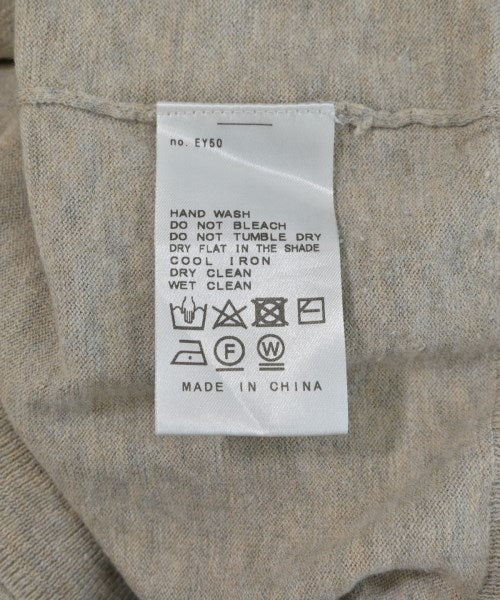 no. EY50
HAND WASH
DO NOT BLEACH
DO NOT TUMBLE DRY
DRY FLAT IN THE SHADE
COOL IRON
DRY CLEAN
WET CLEAN
F W
MADE IN CHINA